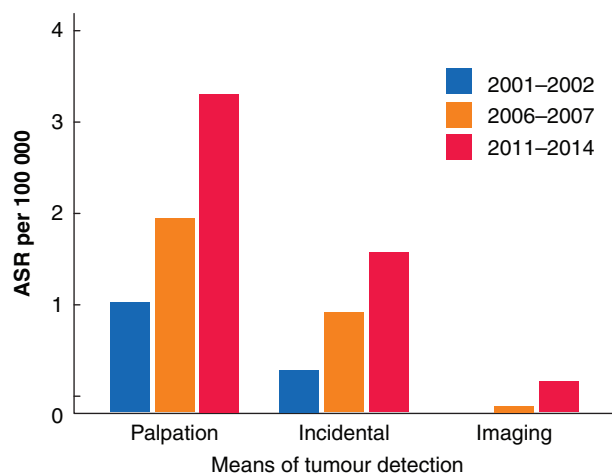 4
3
2
1
0
ASR per 100 000
2001–2002
2006–2007
2011–2014
Palpation Incidental Imaging
Means of tumour detection